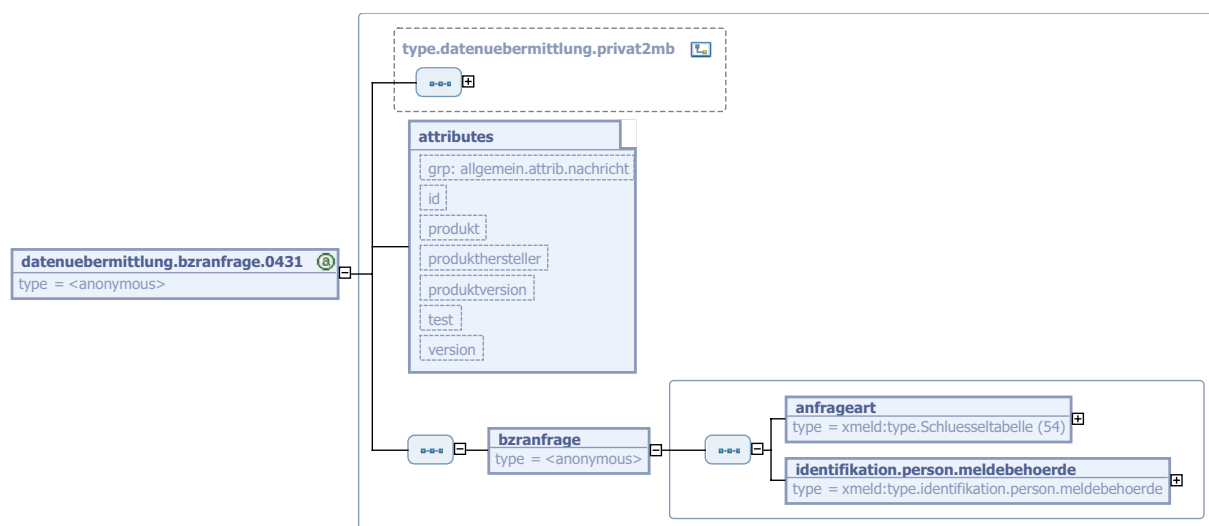 type.datenuebermittlung.privat2mb
attributes
grp: allgemein.attrib.nachricht
id
produkt
produkthersteller
produktversion
test
version
datenuebermittlung.bzranfrage.0431 a
type = <anonymous>
bzranfrage
type = <anonymous>
anfrageart
type = xmeld:type.Schluesseltabelle (54)
identifikation.person.meldebehoerde
type = xmeld:type.identifikation.person.meldebehoerde